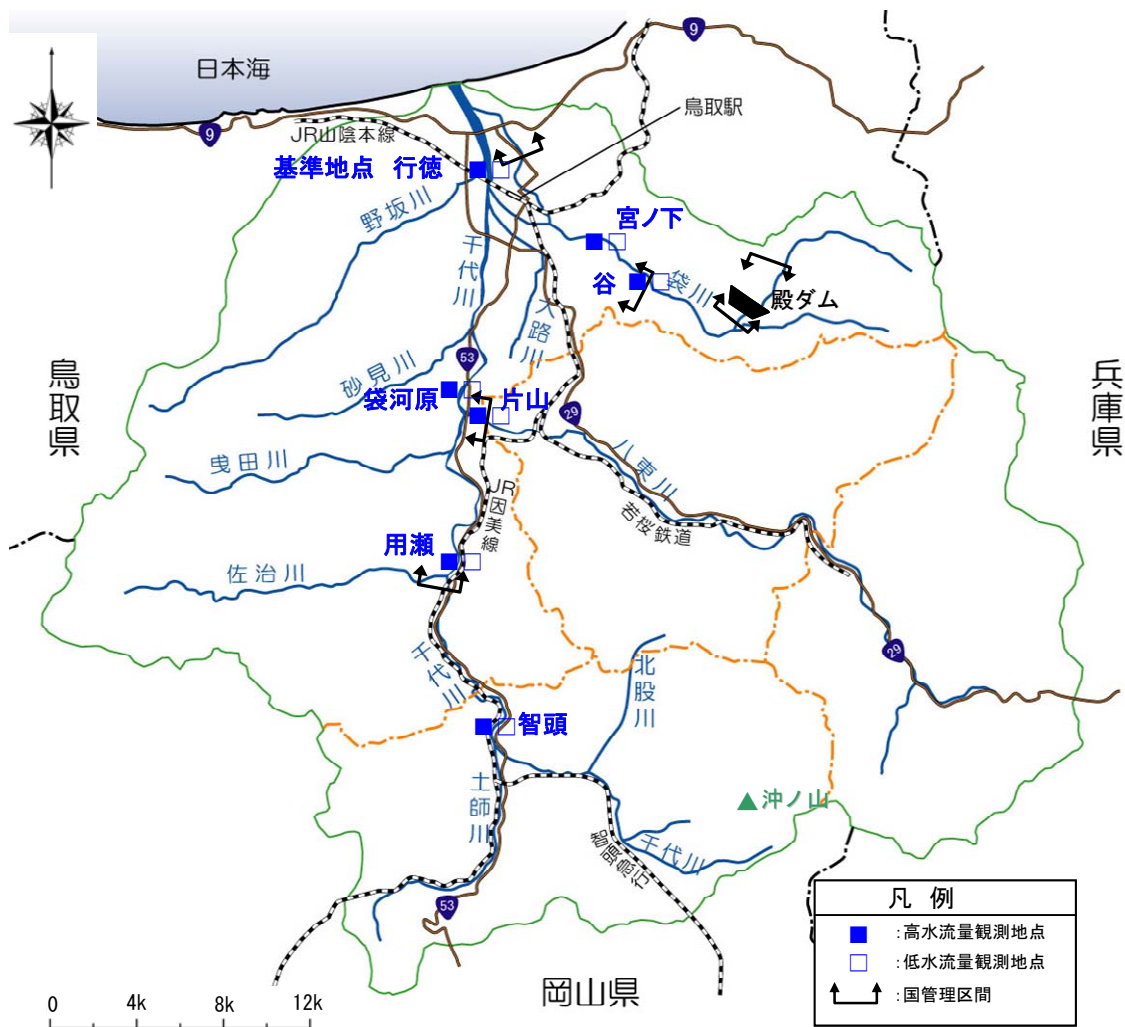 9
日本海
9
鳥取駅
JR山陰本線
基準地点　行徳
野坂川
宮ノ下
千代川
谷
袋川
殿ダム
大路川
53
砂見川
鳥取県
兵庫県
袋河原
片山
29
八東川
曳田川
JR因美線
若桜鉄道
用瀬
佐治川
29
千代川
北股川
智頭
土師川
沖ノ山
千代川
智頭急行
53
岡山県
凡 例
:高水流量観測地点
:低水流量観測地点
:国管理区間
0 4k 8k 12k